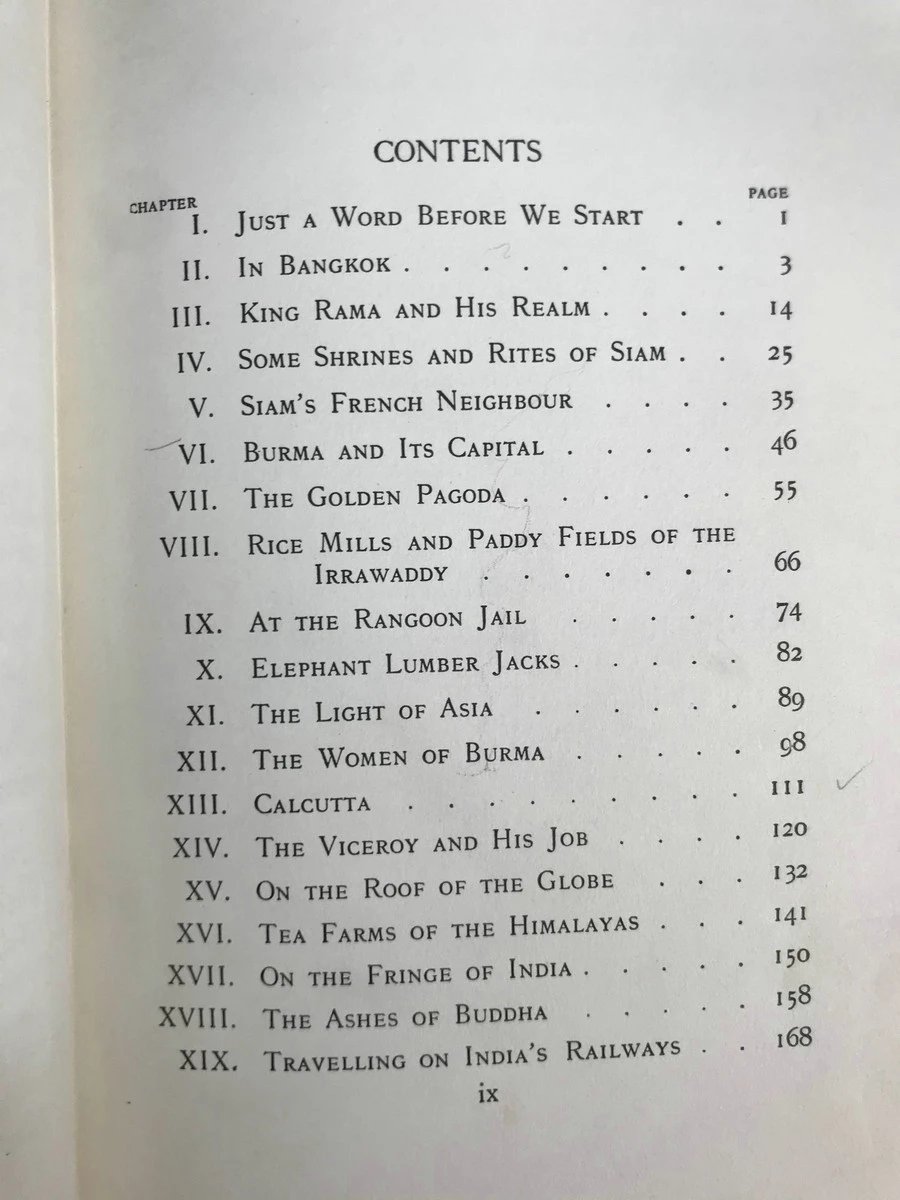 CONTENTS
CHAPTER PAGE
I. JUST A WORD BEFORE WE START . . 1
II. IN BANGKOK . . . . . . . . . 3
III. KING RAMA AND HIS REALM . . . . 14
IV. SOME SHRINES AND RITES OF SIAM . . 25
V. SIAM'S FRENCH NEIGHBOUR . . . . 35
VI. BURMA AND ITS CAPITAL . . . . . 46
VII. THE GOLDEN PAGODA . . . . . . 55
VIII. RICE MILLS AND PADDY FIELDS OF THE
IRRAWADDY . . . . . . . 66
IX. AT THE RANGOON JAIL . . . . . 74
X. ELEPHANT LUMBER JACKS . . . . . 82
XI. THE LIGHT OF ASIA . . . . . . 89
XII. THE WOMEN OF BURMA . . . . . 98
XIII. CALCUTTA . . . . . . . . . 111
XIV. THE VICEROY AND HIS JOB . . . . 120
XV. ON THE ROOF OF THE GLOBE . . . 132
XVI. TEA FARMS OF THE HIMALAYAS . . . 141
XVII. ON THE FRINGE OF INDIA . . . . . 150
XVIII. THE ASHES OF BUDDHA . . . . . 158
XIX. TRAVELLING ON INDIA'S RAILWAYS . . 168
ix